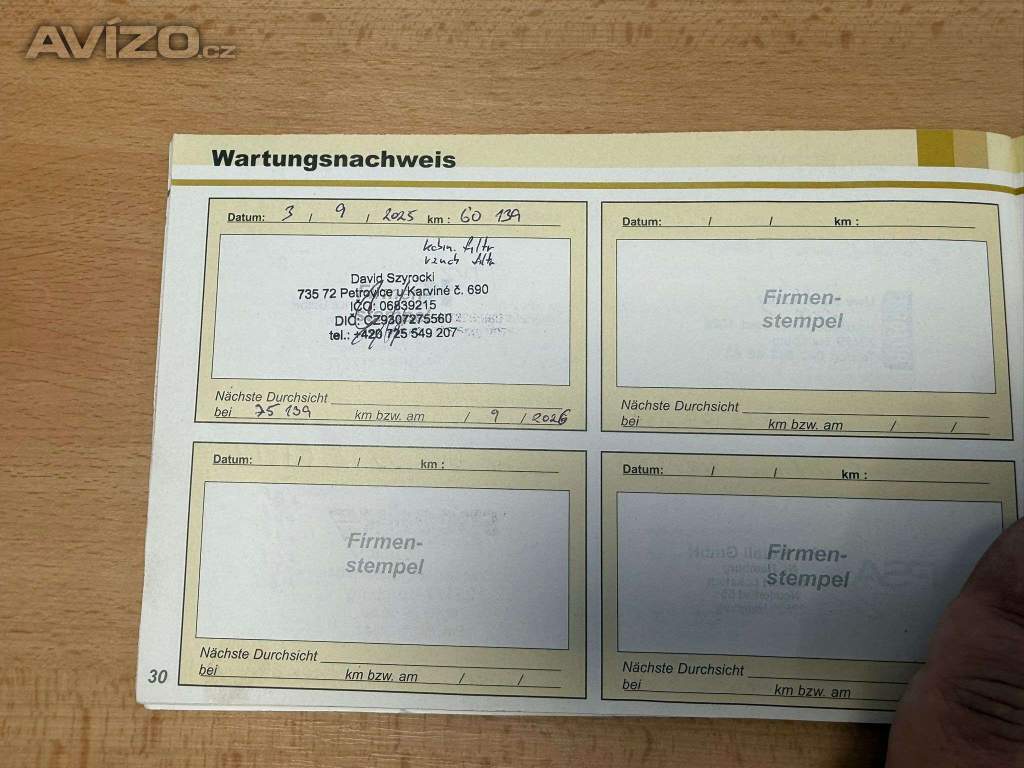 AVÍZO.cz
Wartungsnachweis
Datum: 3 / 9 / 2025 km : 60 139
kabin. filtr
vzduch filtr
David Szyrocki
735 72 Petrovice u Karviné č. 690
IČO: 06839215
DIČ: CZ9307275560
tel.: +420 725 549 207
Nächste Durchsicht
bei 75 139 km bzw. am / 9 / 2026
Datum: / / km :
Firmen-
stempel
Nächste Durchsicht
bei km bzw. am / /
Datum: / / km :
Firmen-
stempel
Nächste Durchsicht
bei km bzw. am / /
Datum: / / km :
Firmen-
stempel
Nächste Durchsicht
bei km bzw. am
30